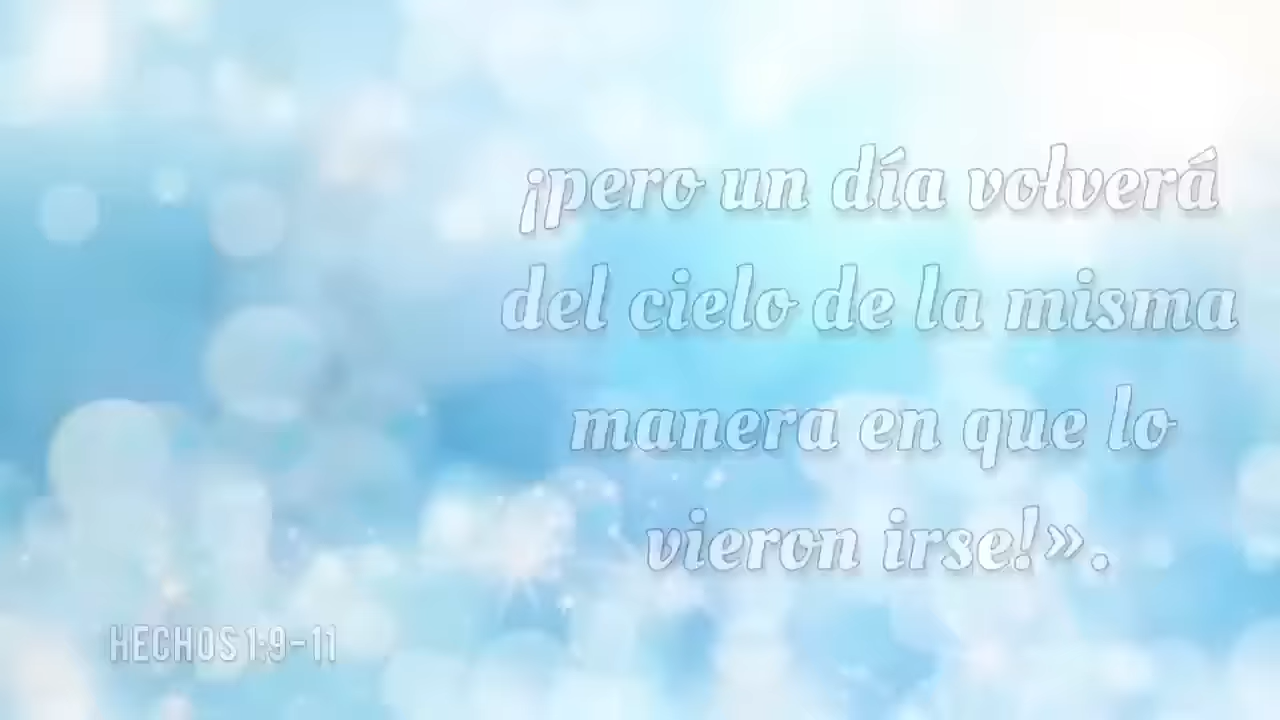 ¡pero un día volverá
del cielo de la misma
manera en que lo
vieron irse!».
HECHOS 1:9-11